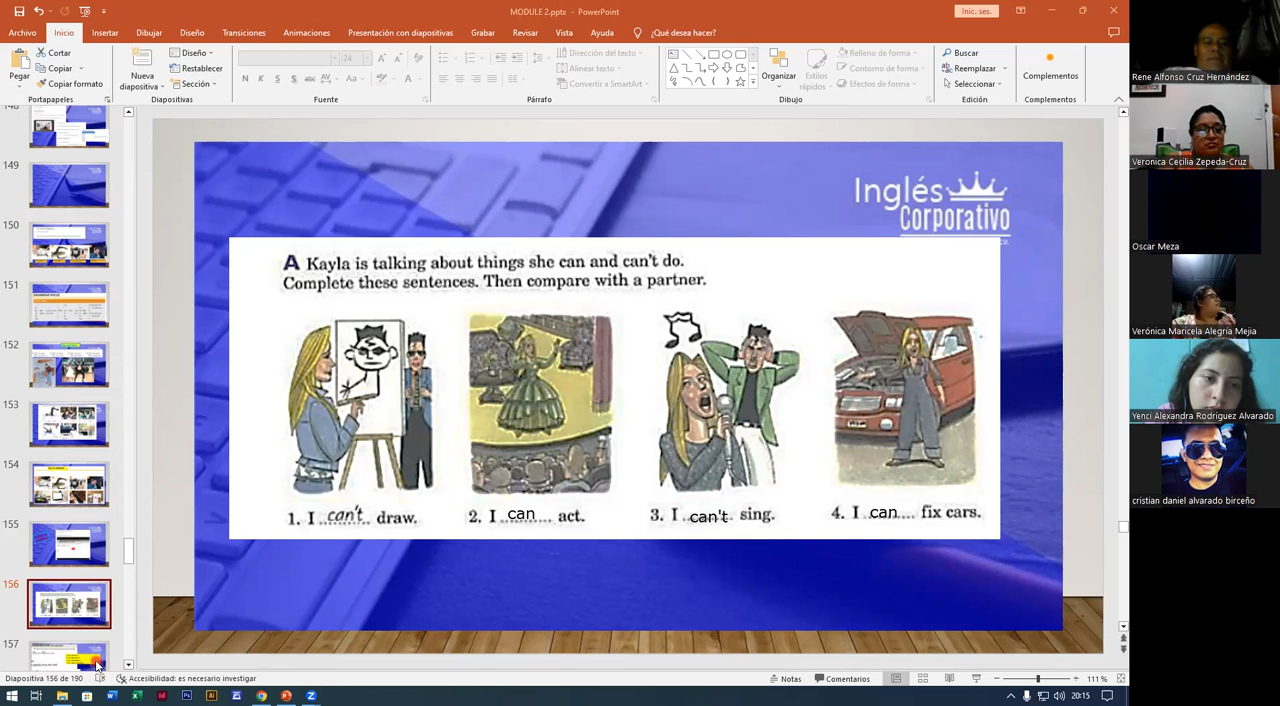 MODULE 2.pptx - PowerPoint
Inic. ses.
Archivo
Inicio
Insertar
Dibujar
Diseño
Transiciones
Animaciones
Presentación con diapositivas
Grabar
Revisar
Vista
Ayuda
¿Qué desea hacer?
Pegar
Cortar
Copiar
Copiar formato
Portapapeles
Nueva
diapositiva
Diseño
Restablecer
Sección
Diapositivas
24
N K S S abc
Aa
Fuente
Dirección del texto
Alinear texto
Convertir a SmartArt
Párrafo
Organizar
Estilos
rápidos
Relleno de forma
Contorno de forma
Efectos de forma
Dibujo
Buscar
Reemplazar
Seleccionar
Edición
Complementos
Complementos
148
149
150
151
152
153
154
155
156
157
Inglés
Corporativo
A Kayla is talking about things she can and can't do.
Complete these sentences. Then compare with a partner.
1. I can't draw.
2. I can act.
3. I can't sing.
4. I can fix cars.
Rene Alfonso Cruz Hernández
Veronica Cecilia Zepeda-Cruz
Oscar Meza
Verónica Maricela Alegría Mejia
Yenci Alexandra Rodriguez Alvarado
cristian daniel alvarado birceño
Diapositiva 156 de 190
Accesibilidad: es necesario investigar
Notas
Comentarios
111 %
20:15